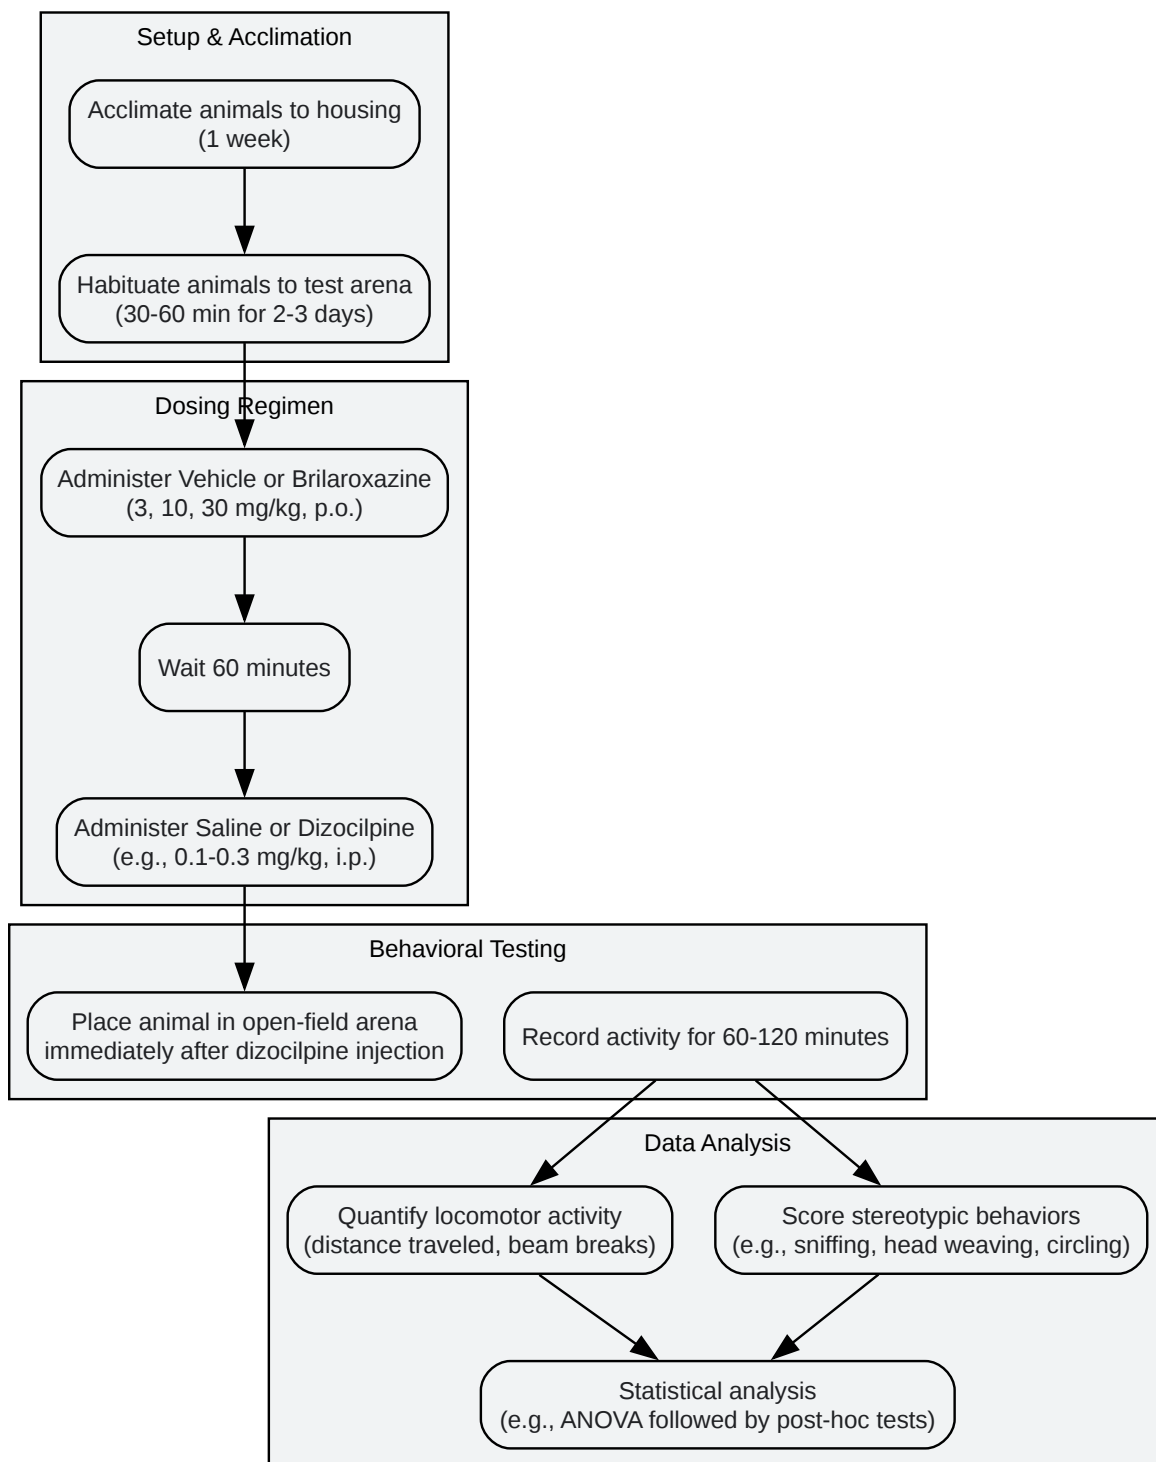 Setup & Acclimation
Acclimate animals to housing
(1 week)
Habituate animals to test arena
(30-60 min for 2-3 days)
Dosing Regimen
Administer Vehicle or Brilaroxazine
(3, 10, 30 mg/kg, p.o.)
Wait 60 minutes
Administer Saline or Dizocilpine
(e.g., 0.1-0.3 mg/kg, i.p.)
Behavioral Testing
Place animal in open-field arena
immediately after dizocilpine injection
Record activity for 60-120 minutes
Data Analysis
Quantify locomotor activity
(distance traveled, beam breaks)
Score stereotypic behaviors
(e.g., sniffing, head weaving, circling)
Statistical analysis
(e.g., ANOVA followed by post-hoc tests)